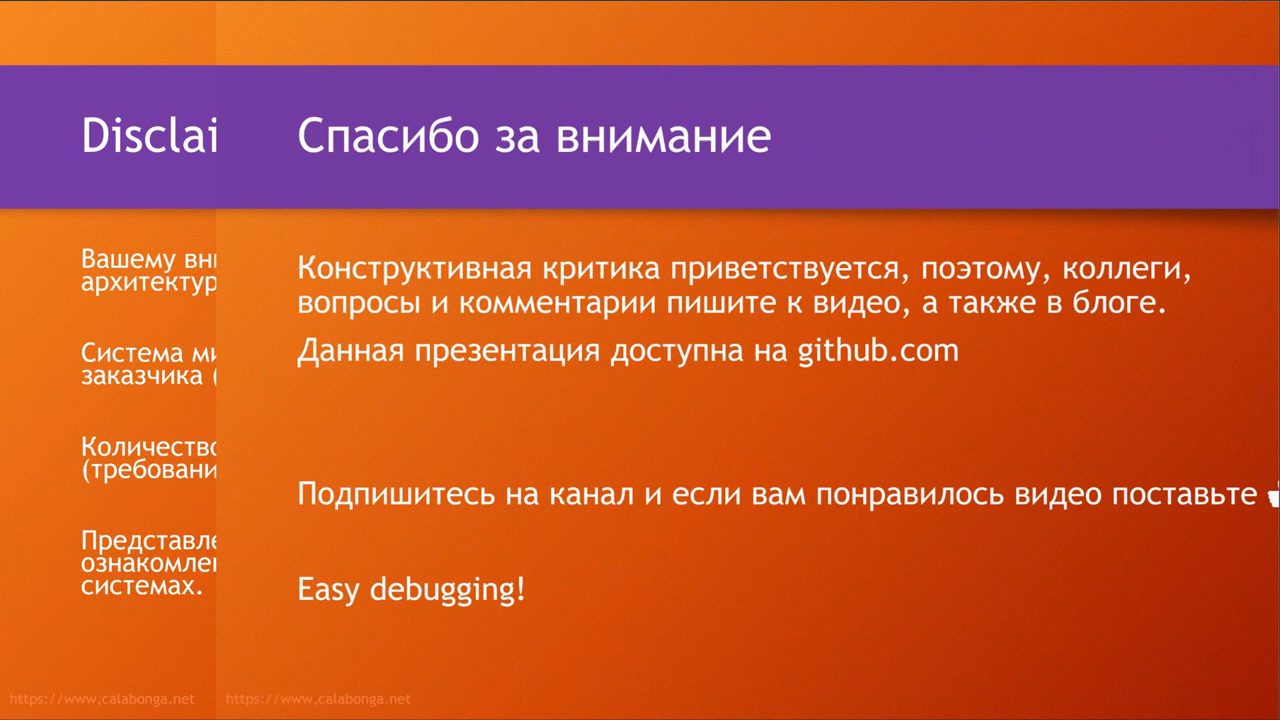 Disclai
Вашему вн
архитектур
Система ми
заказчика (
Количество
(требовани
Представле
ознакомле
системах.
https://www.calabonga.net
Спасибо за внимание
Конструктивная критика приветствуется, поэтому, коллеги,
вопросы и комментарии пишите к видео, а также в блоге.
Данная презентация доступна на github.com
Подпишитесь на канал и если вам понравилось видео поставьте
Easy debugging!
https://www.calabonga.net